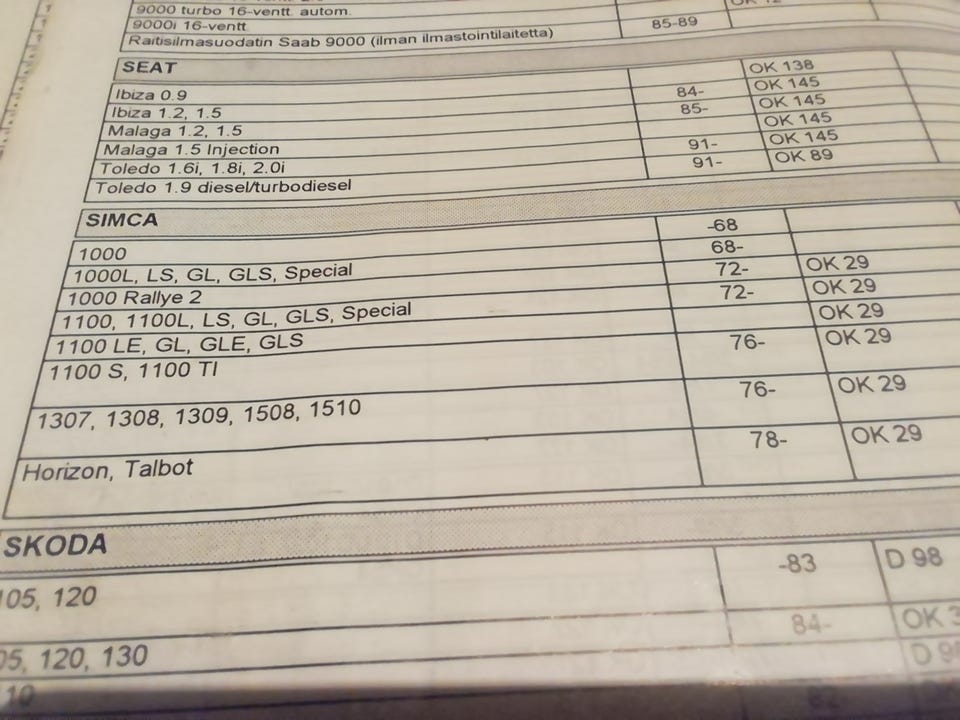 9000 turbo 16-ventt. autom.
9000i 16-ventt 85-89
Raitisilmasuodatin Saab 9000 (ilman ilmastointilaitetta)
SEAT
Ibiza 0.9 OK 138
Ibiza 1.2, 1.5 84- OK 145
Malaga 1.2, 1.5 85- OK 145
Malaga 1.5 Injection OK 145
Toledo 1.6i, 1.8i, 2.0i 91- OK 145
Toledo 1.9 diesel/turbodiesel 91- OK 89
SIMCA
1000 -68
1000L, LS, GL, GLS, Special 68-
1000 Rallye 2 72- OK 29
1100, 1100L, LS, GL, GLS, Special 72- OK 29
1100 LE, GL, GLE, GLS OK 29
1100 S, 1100 TI 76- OK 29
1307, 1308, 1309, 1508, 1510 76- OK 29
Horizon, Talbot 78- OK 29
SKODA
105, 120 -83 D 98
05, 120, 130 84- OK 3
10